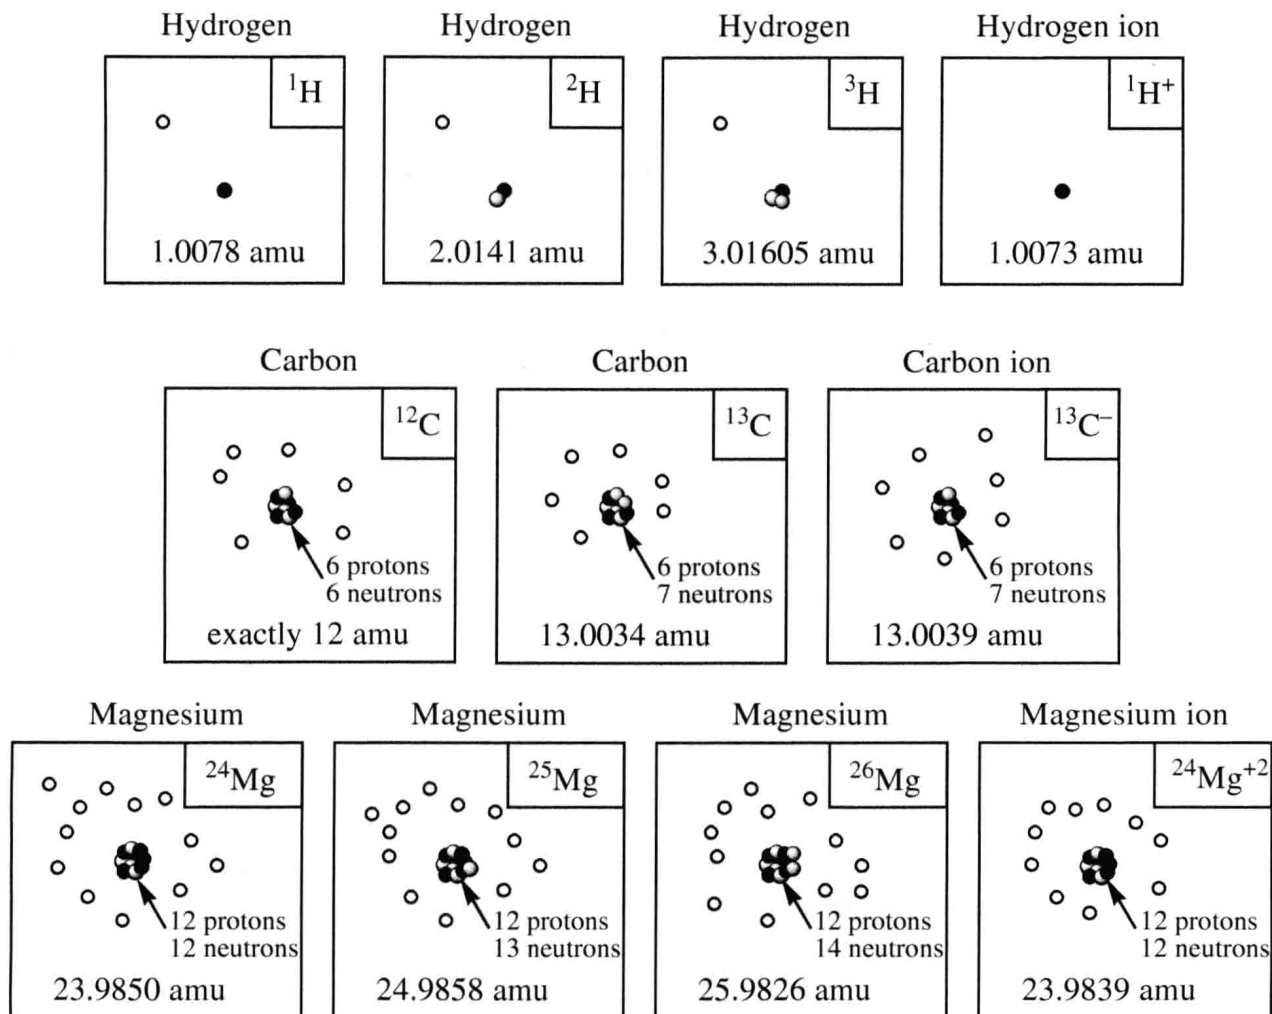 Hydrogen
Hydrogen
Hydrogen
Hydrogen ion
¹H
²H
³H
¹H⁺
1.0078 amu
2.0141 amu
3.01605 amu
1.0073 amu
Carbon
Carbon
Carbon ion
¹²C
¹³C
¹³C⁻
6 protons
6 neutrons
6 protons
7 neutrons
6 protons
7 neutrons
exactly 12 amu
13.0034 amu
13.0039 amu
Magnesium
Magnesium
Magnesium
Magnesium ion
²⁴Mg
²⁵Mg
²⁶Mg
²⁴Mg⁺²
12 protons
12 neutrons
12 protons
13 neutrons
12 protons
14 neutrons
12 protons
12 neutrons
23.9850 amu
24.9858 amu
25.9826 amu
23.9839 amu